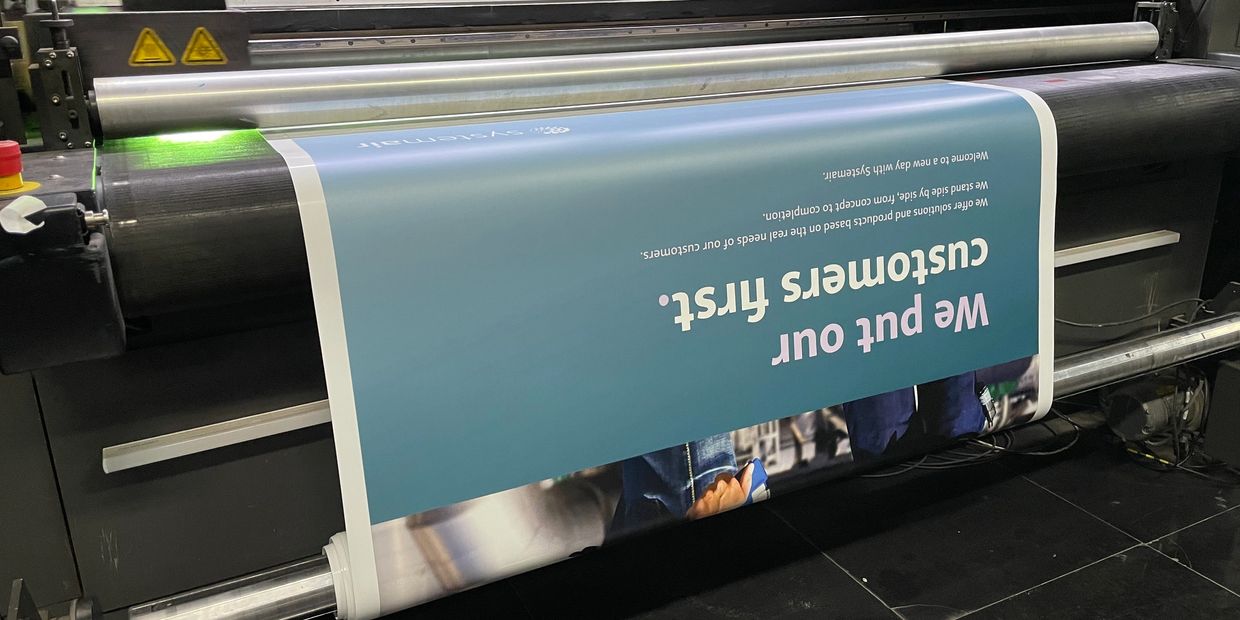 We put our
customers first.
We offer solutions and products based on the real needs of our customers.
We stand side by side, from concept to completion.
Welcome to a new day with Systemair.
systemair